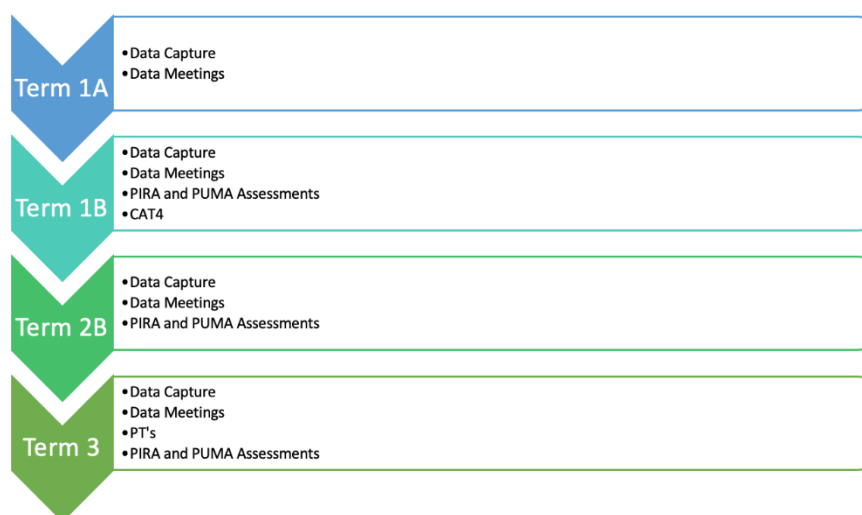 Term 1A
•Data Capture
•Data Meetings
Term 1B
•Data Capture
•Data Meetings
•PIRA and PUMA Assessments
•CAT4
Term 2B
•Data Capture
•Data Meetings
•PIRA and PUMA Assessments
Term 3
•Data Capture
•Data Meetings
•PT's
•PIRA and PUMA Assessments